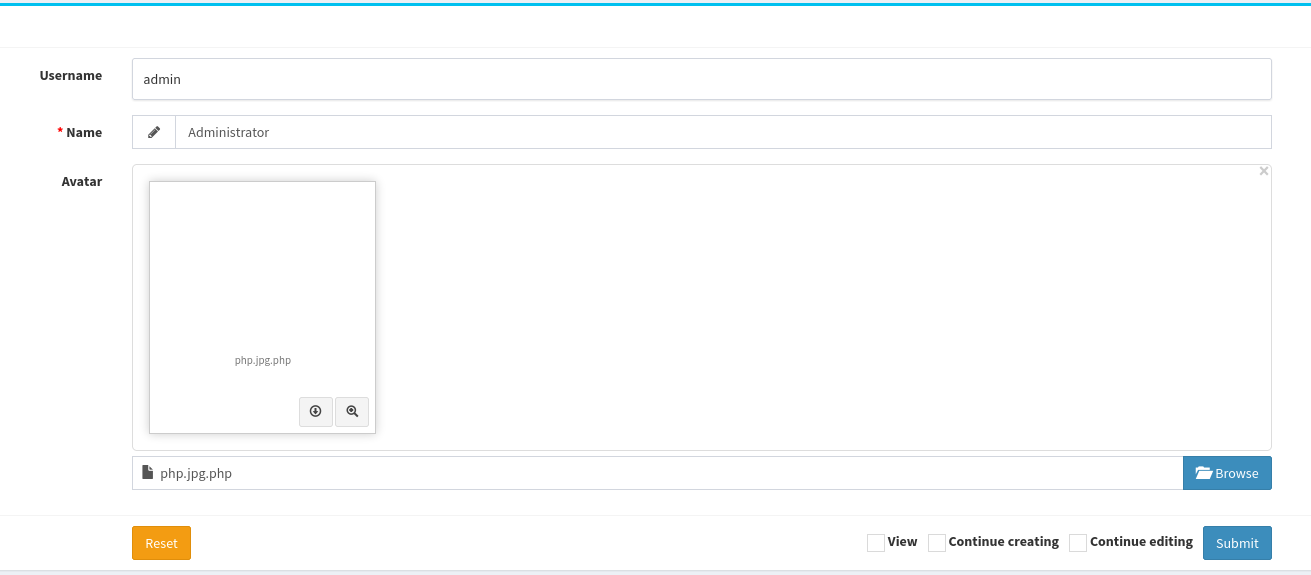 Username
admin
* Name
Administrator
Avatar
×
php.jpg.php
php.jpg.php
Browse
Reset
View
Continue creating
Continue editing
Submit